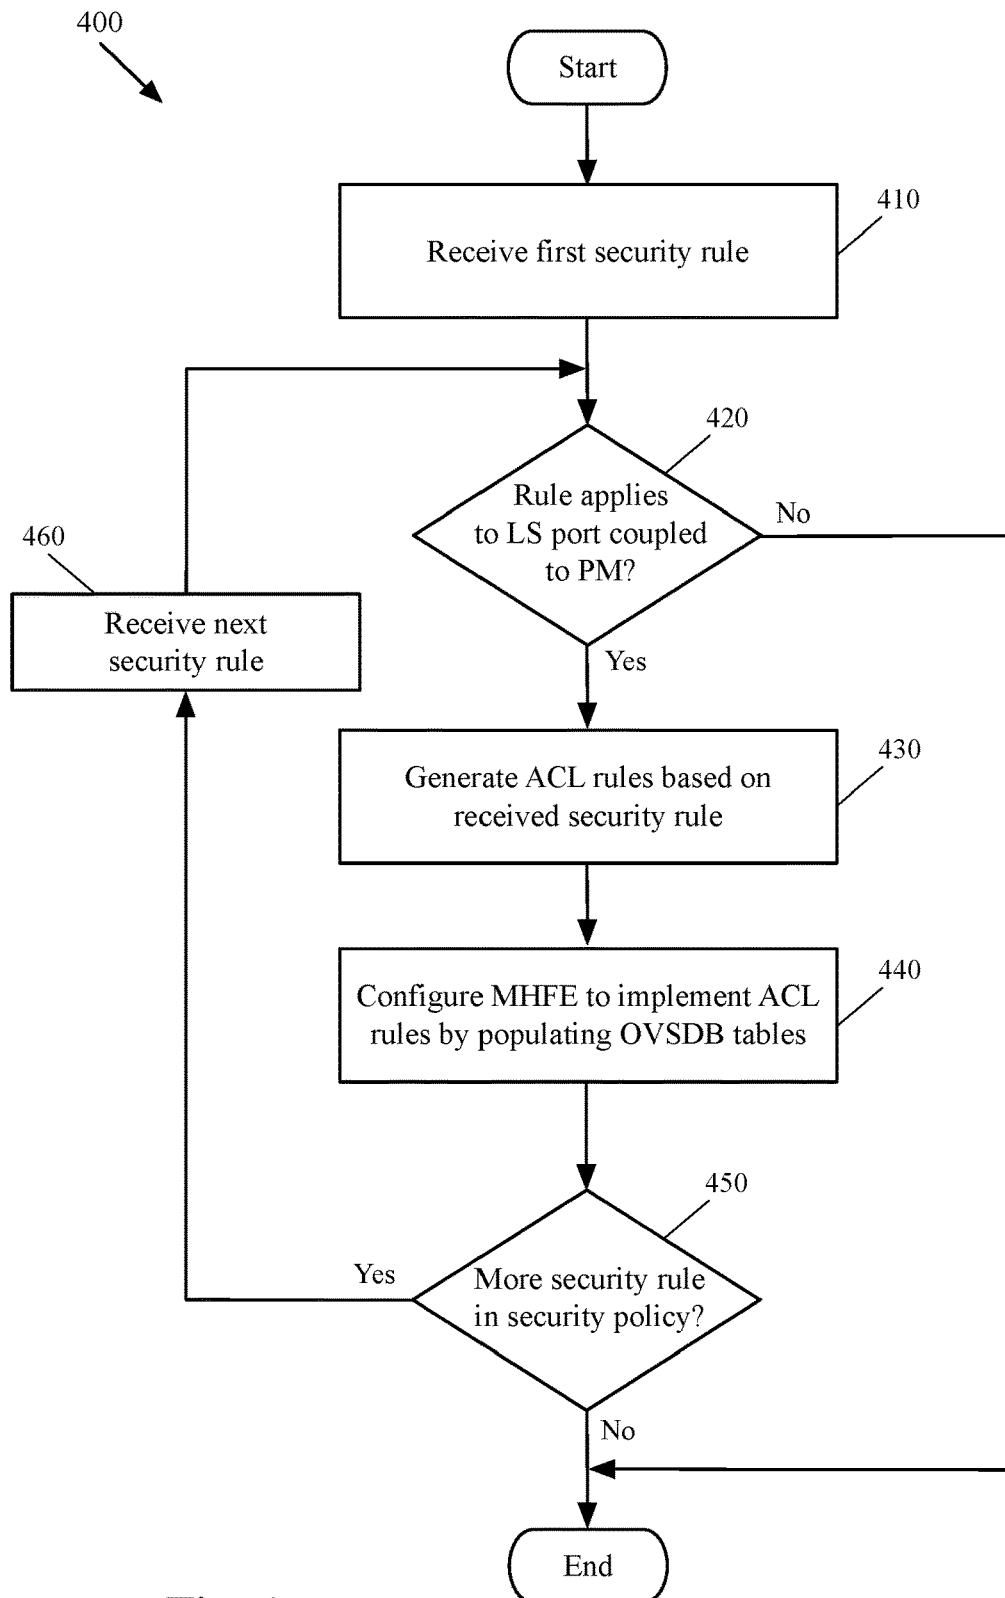 400
Start
410
Receive first security rule
420
Rule applies
to LS port coupled
to PM?
No
460
Receive next
security rule
Yes
430
Generate ACL rules based on
received security rule
440
Configure MHFE to implement ACL
rules by populating OVSDB tables
450
Yes
More security rule
in security policy?
No
End